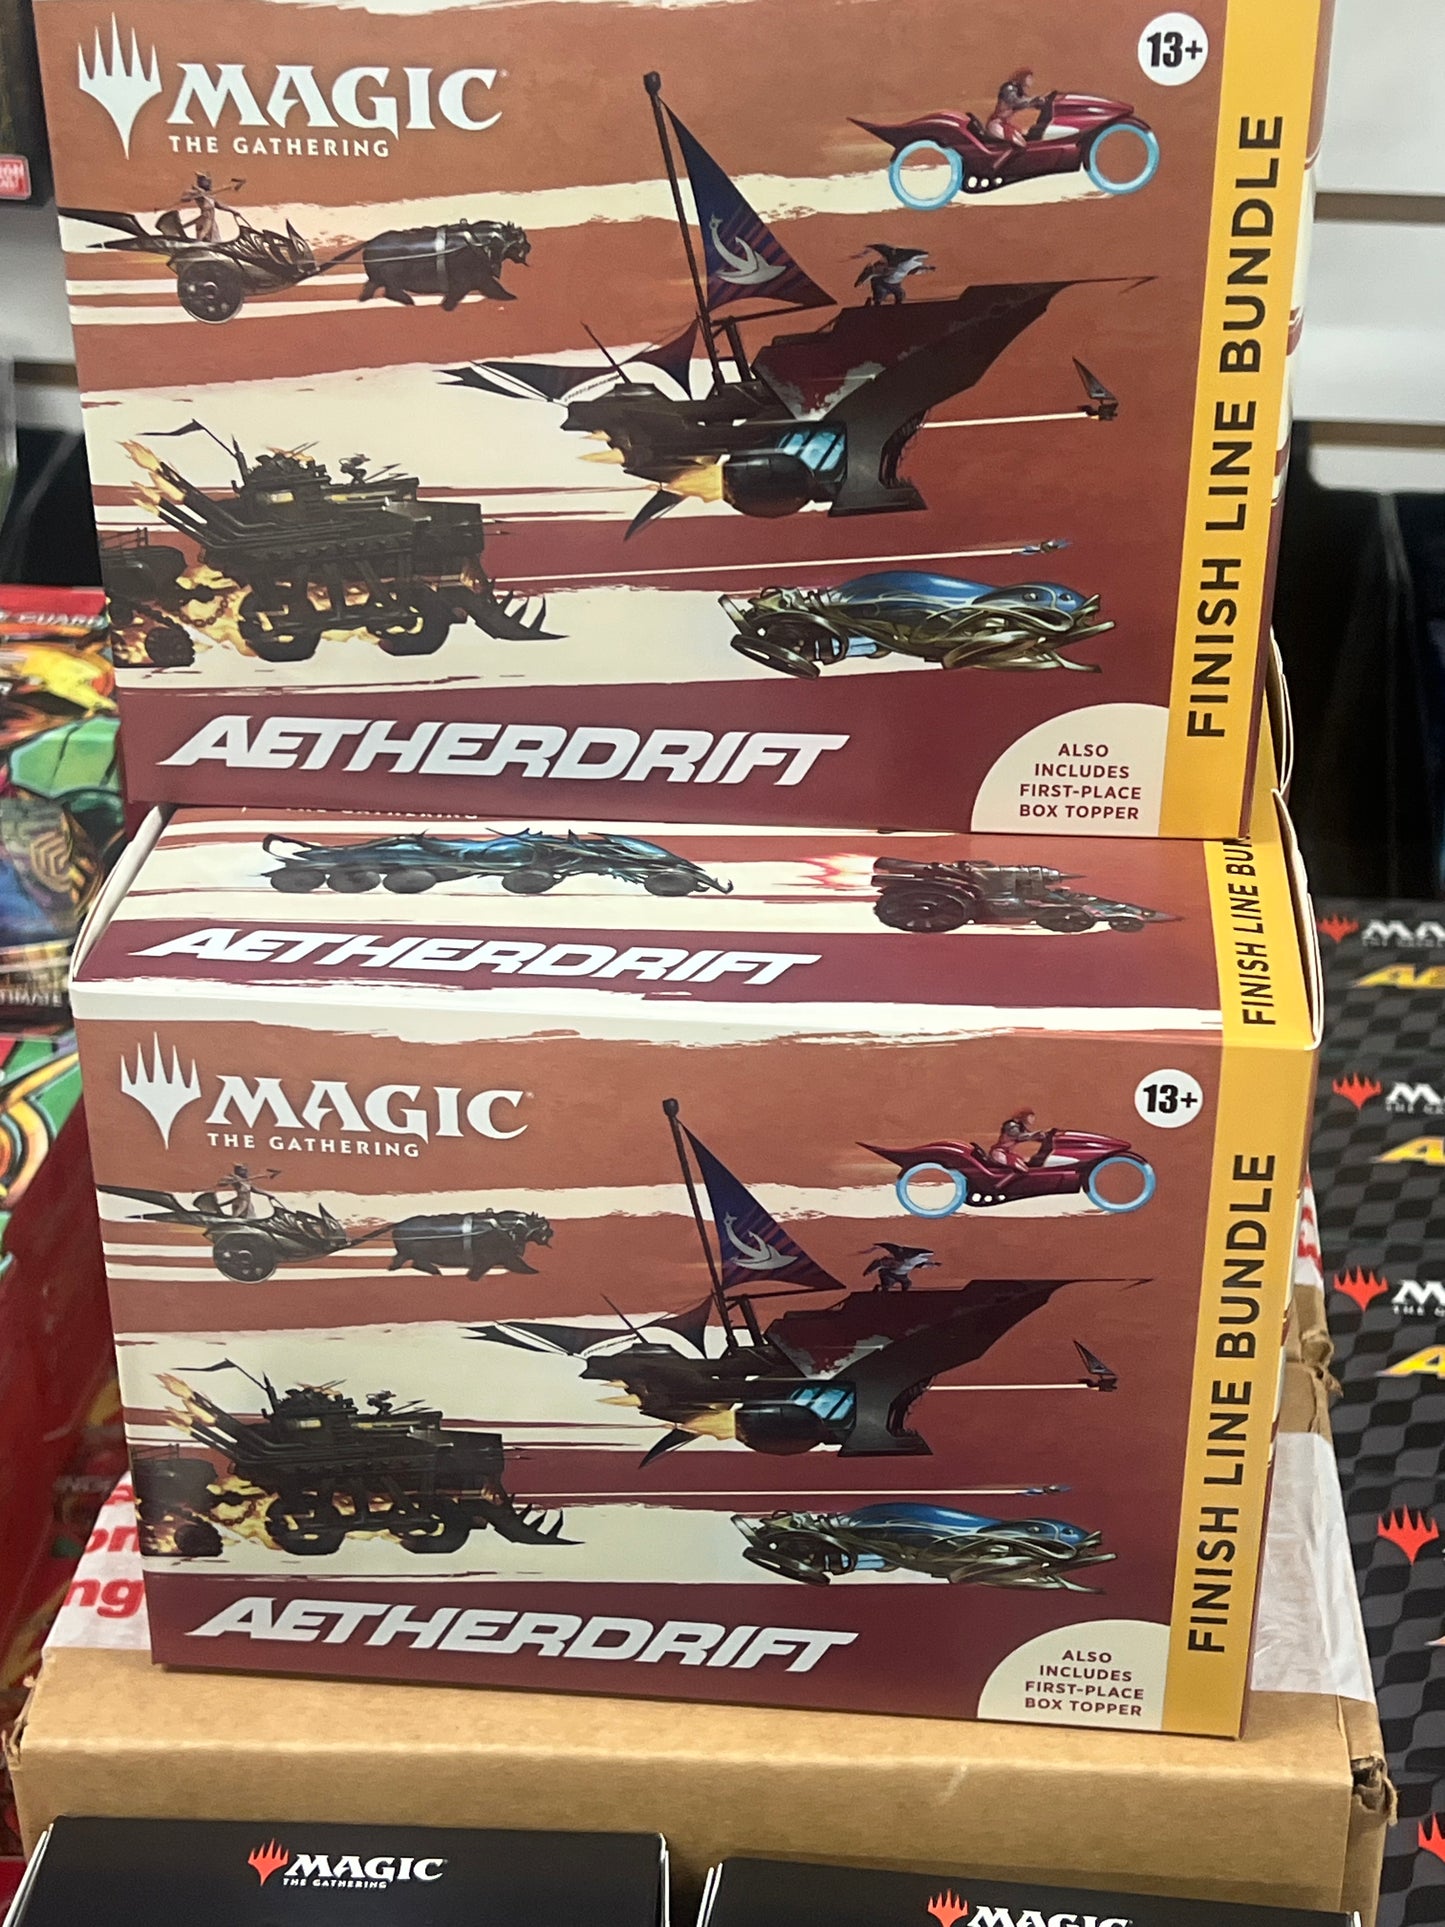 MAGIC
THE GATHERING
13+
FINISH LINE BUNDLE
AETHERDRIFT
ALSO
INCLUDES
FIRST-PLACE
BOX TOPPER
AETHERDRIFT
FINISH LINE BUN
MAGIC
THE GATHERING
13+
FINISH LINE BUNDLE
AETHERDRIFT
ALSO
INCLUDES
FIRST-PLACE
BOX TOPPER
MAGIC
THE GATHERING
MAGIC